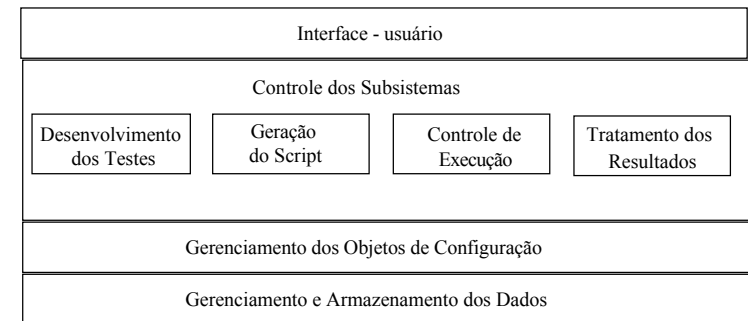 Interface - usuário
Controle dos Subsistemas
Desenvolvimento
dos Testes
Geração
do Script
Controle de
Execução
Tratamento dos
Resultados
Gerenciamento dos Objetos de Configuração
Gerenciamento e Armazenamento dos Dados